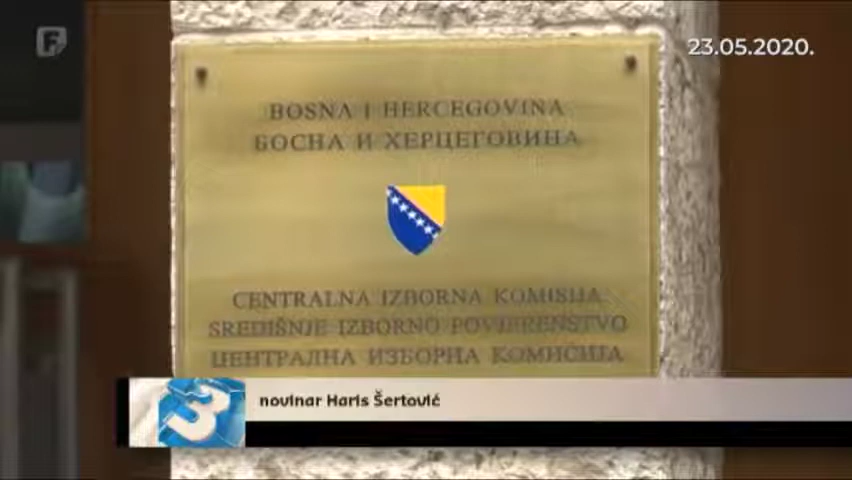 F
23.05.2020.
BOSNA I HERCEGOVINA
БОСНА И ХЕРЦЕГОВИНА
CENTRALNA IZBORNA KOMISIJA
SREDIŠNJE IZBORNO POVJERENSTVO
ЦЕНТРАЛНА ИЗБОРНА КОМИСИЈА
3
novinar Haris Šertović